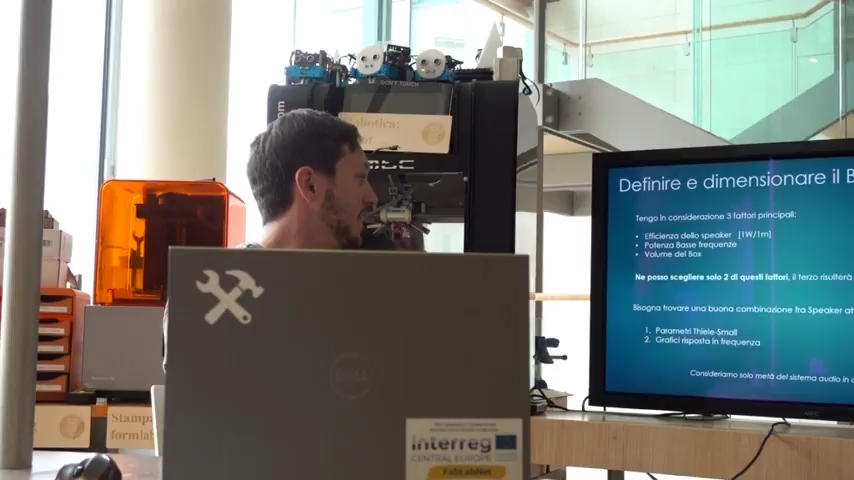 DON'T TOUCH
Robotica:
Definire e dimensionare il B
Tengo in considerazione 3 fattori principali:
• Efficienza dello speaker [1W/1m]
• Potenza Basse frequenze
• Volume del Box
Ne posso scegliere solo 2 di questi fattori, il terzo risulterà
Bisogna trovare una buona combinazione fra Speaker at
1. Parametri Thiele-Small
2. Grafici risposta in frequenza
Consideriamo solo metà del sistema audio in
NEC
DELL
Stampa
formlab
Interreg
CENTRAL EUROPE
FabLabNet